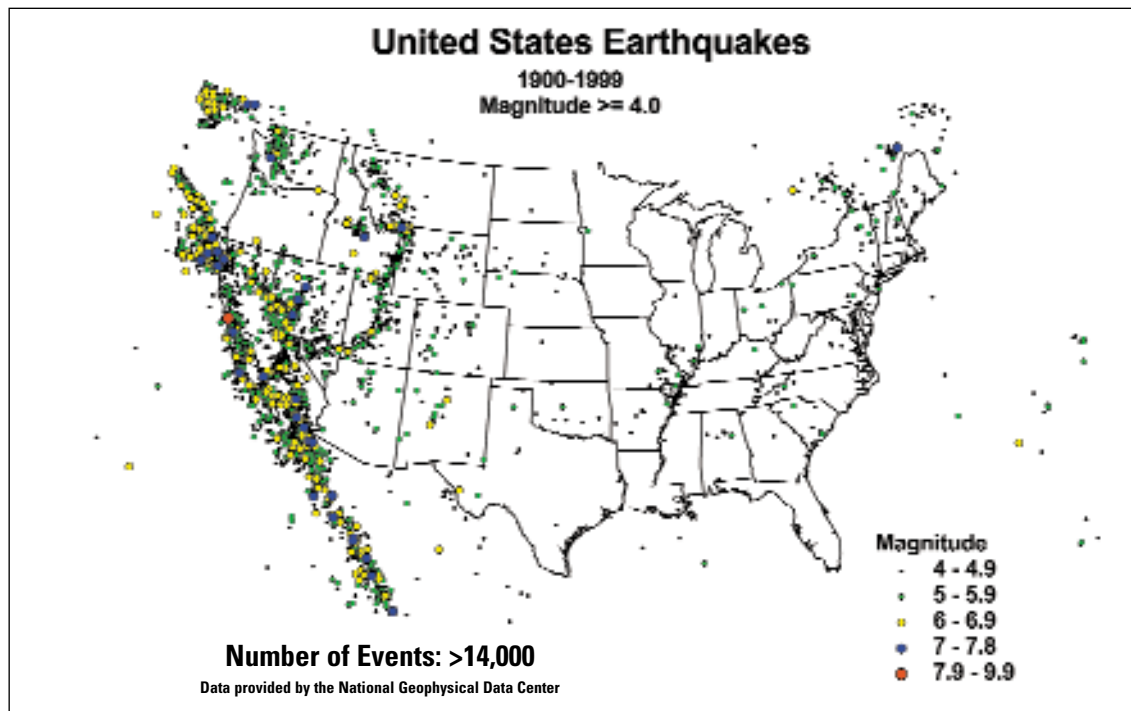 United States Earthquakes
1900-1999
Magnitude >= 4.0
Magnitude
4 - 4.9
5 - 5.9
6 - 6.9
7 - 7.8
7.9 - 9.9
Number of Events: >14,000
Data provided by the National Geophysical Data Center